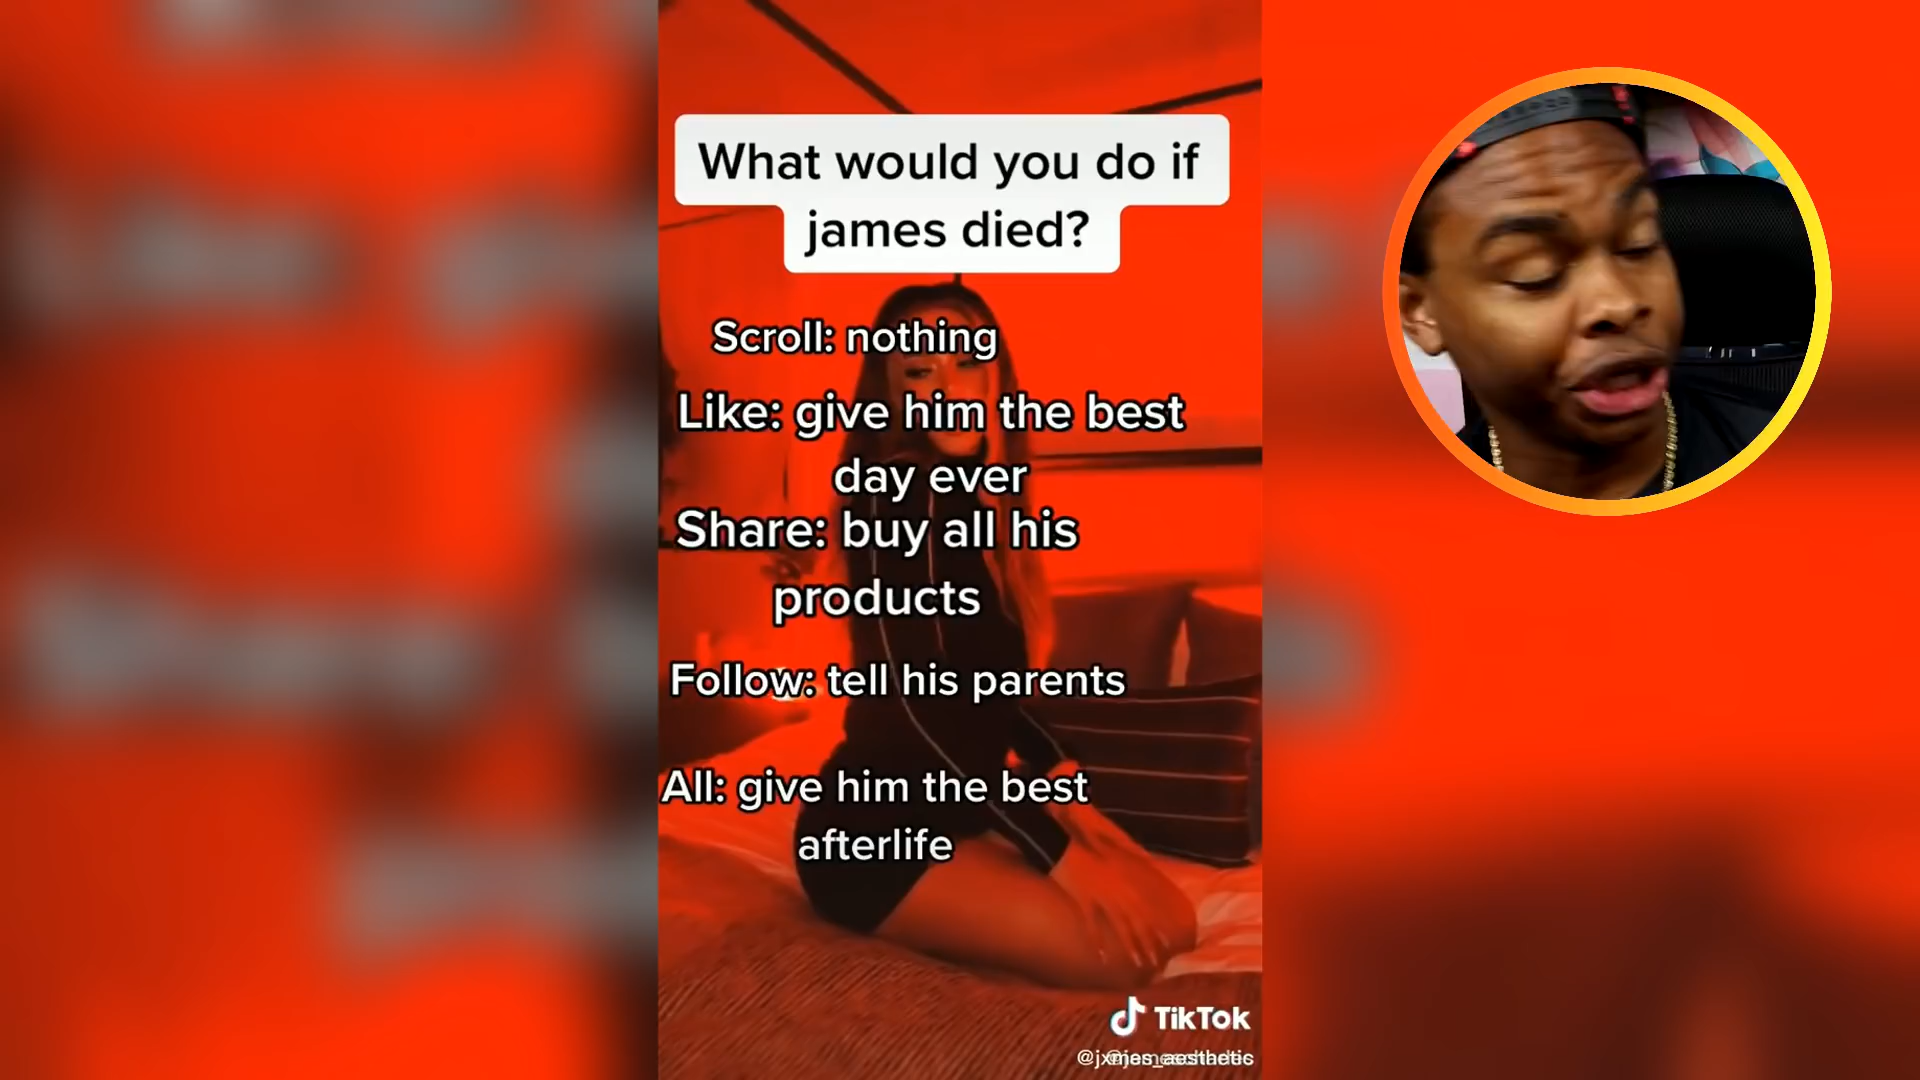 What would you do if
james died?
Scroll: nothing
Like: give him the best
day ever
Share: buy all his
products
Follow: tell his parents
All: give him the best
afterlife
TikTok